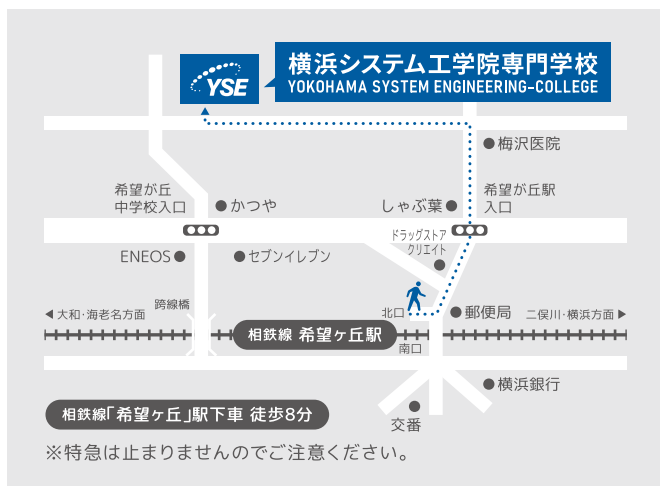 YSE
横浜システム工学院専門学校
YOKOHAMA SYSTEM ENGINEERING-COLLEGE
梅沢医院
希望が丘
中学校入口
かつや
しゃぶ葉
希望が丘駅
入口
ドラッグストア
クリエイト
ENEOS
セブンイレブン
跨線橋
北口
郵便局
◀大和・海老名方面
二俣川・横浜方面▶
相鉄線 希望ヶ丘駅
南口
横浜銀行
交番
相鉄線「希望ヶ丘」駅下車 徒歩8分
※特急は止まりませんのでご注意ください。